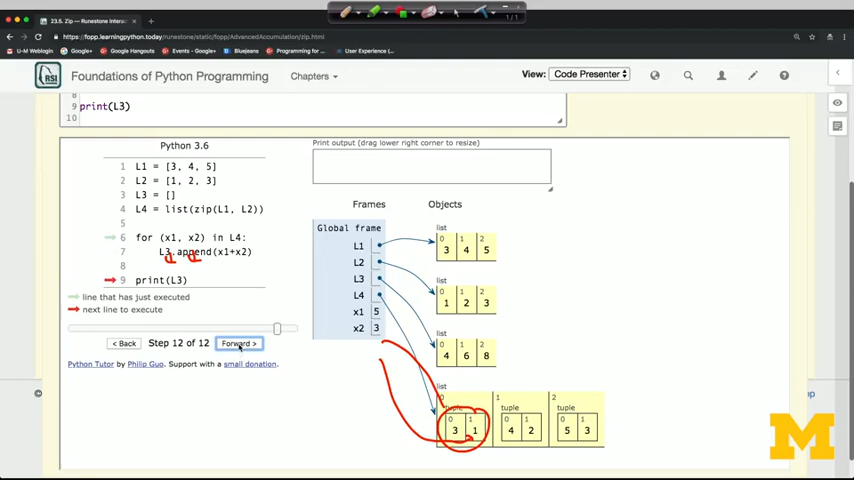 1/1
23.5. Zip — Runestone Interac
https://fopp.learningpython.today/runestone/static/fopp/AdvancedAccumulation/zip.html
U-M Weblogin
Google+
Google Hangouts
Events - Google+
Bluejeans
Programming for ...
User Experience (...
RSI
Foundations of Python Programming
Chapters
View:
Code Presenter
8
9 print(L3)
10
Python 3.6
1 L1 = [3, 4, 5]
2 L2 = [1, 2, 3]
3 L3 = []
4 L4 = list(zip(L1, L2))
5
6 for (x1, x2) in L4:
7 L3.append(x1+x2)
8
9 print(L3)
line that has just executed
next line to execute
< Back
Step 12 of 12
Forward >
Python Tutor by Philip Guo. Support with a small donation.
Print output (drag lower right corner to resize)
Frames
Objects
Global frame
L1
L2
L3
L4
x1 5
x2 3
list
0 1 2
3 4 5
list
0 1 2
1 2 3
list
0 1 2
4 6 8
list
0 1 2
tuple tuple tuple
0 1 0 1 0 1
3 1 4 2 5 3
M